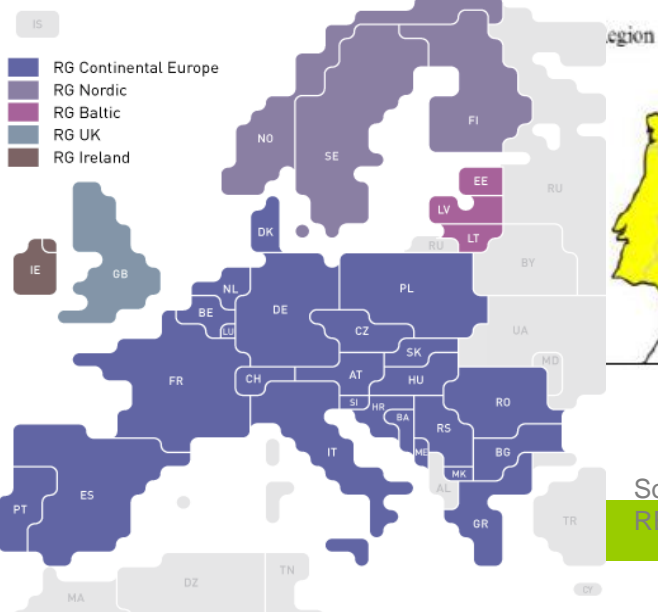 IS
RG Continental Europe
RG Nordic
RG Baltic
RG UK
RG Ireland
NO
SE
FI
EE
LV
LT
RU
RU
BY
DK
IE
GB
NL
BE
LU
DE
PL
CZ
SK
UA
MD
FR
CH
AT
HU
SI
HR
BA
RS
RO
ME
BG
MK
AL
IT
GR
ES
PT
TR
MA
DZ
TN
CY
egion
So